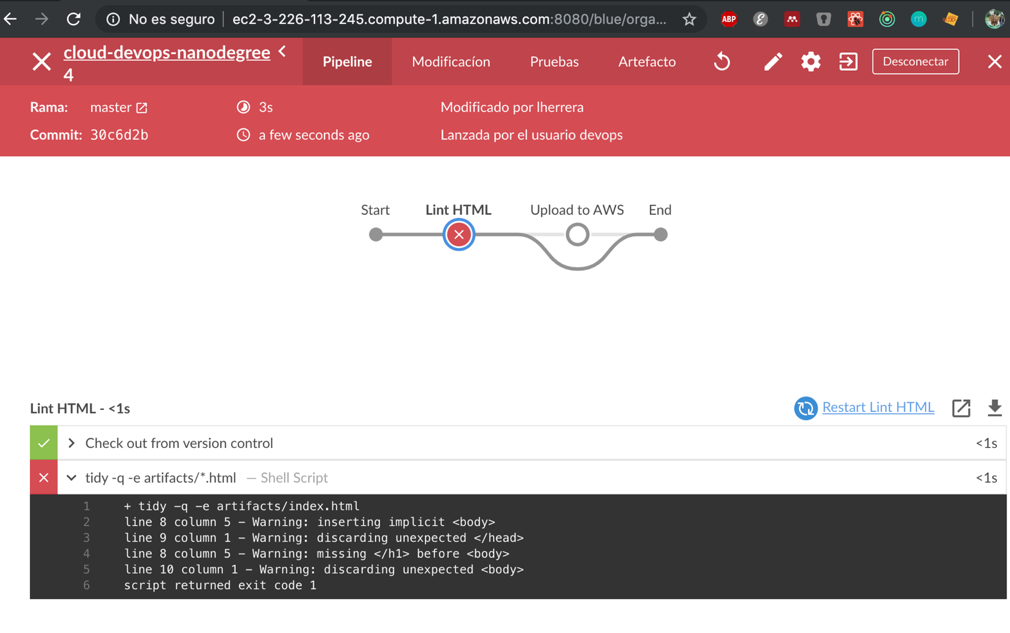 No es seguro | ec2-3-226-113-245.compute-1.amazonaws.com:8080/blue/orga...
ABP
cloud-devops-nanodegree
4
Pipeline
Modificacíon
Pruebas
Artefacto
Desconectar
Rama: master
3s
Modificado por lherrera
Commit: 30c6d2b
a few seconds ago
Lanzada por el usuario devops
Start
Lint HTML
Upload to AWS
End
Lint HTML - <1s
Restart Lint HTML
Check out from version control
<1s
tidy -q -e artifacts/*.html — Shell Script
<1s
1 + tidy -q -e artifacts/index.html
2 line 8 column 5 - Warning: inserting implicit <body>
3 line 9 column 1 - Warning: discarding unexpected </head>
4 line 8 column 5 - Warning: missing </h1> before <body>
5 line 10 column 1 - Warning: discarding unexpected <body>
6 script returned exit code 1